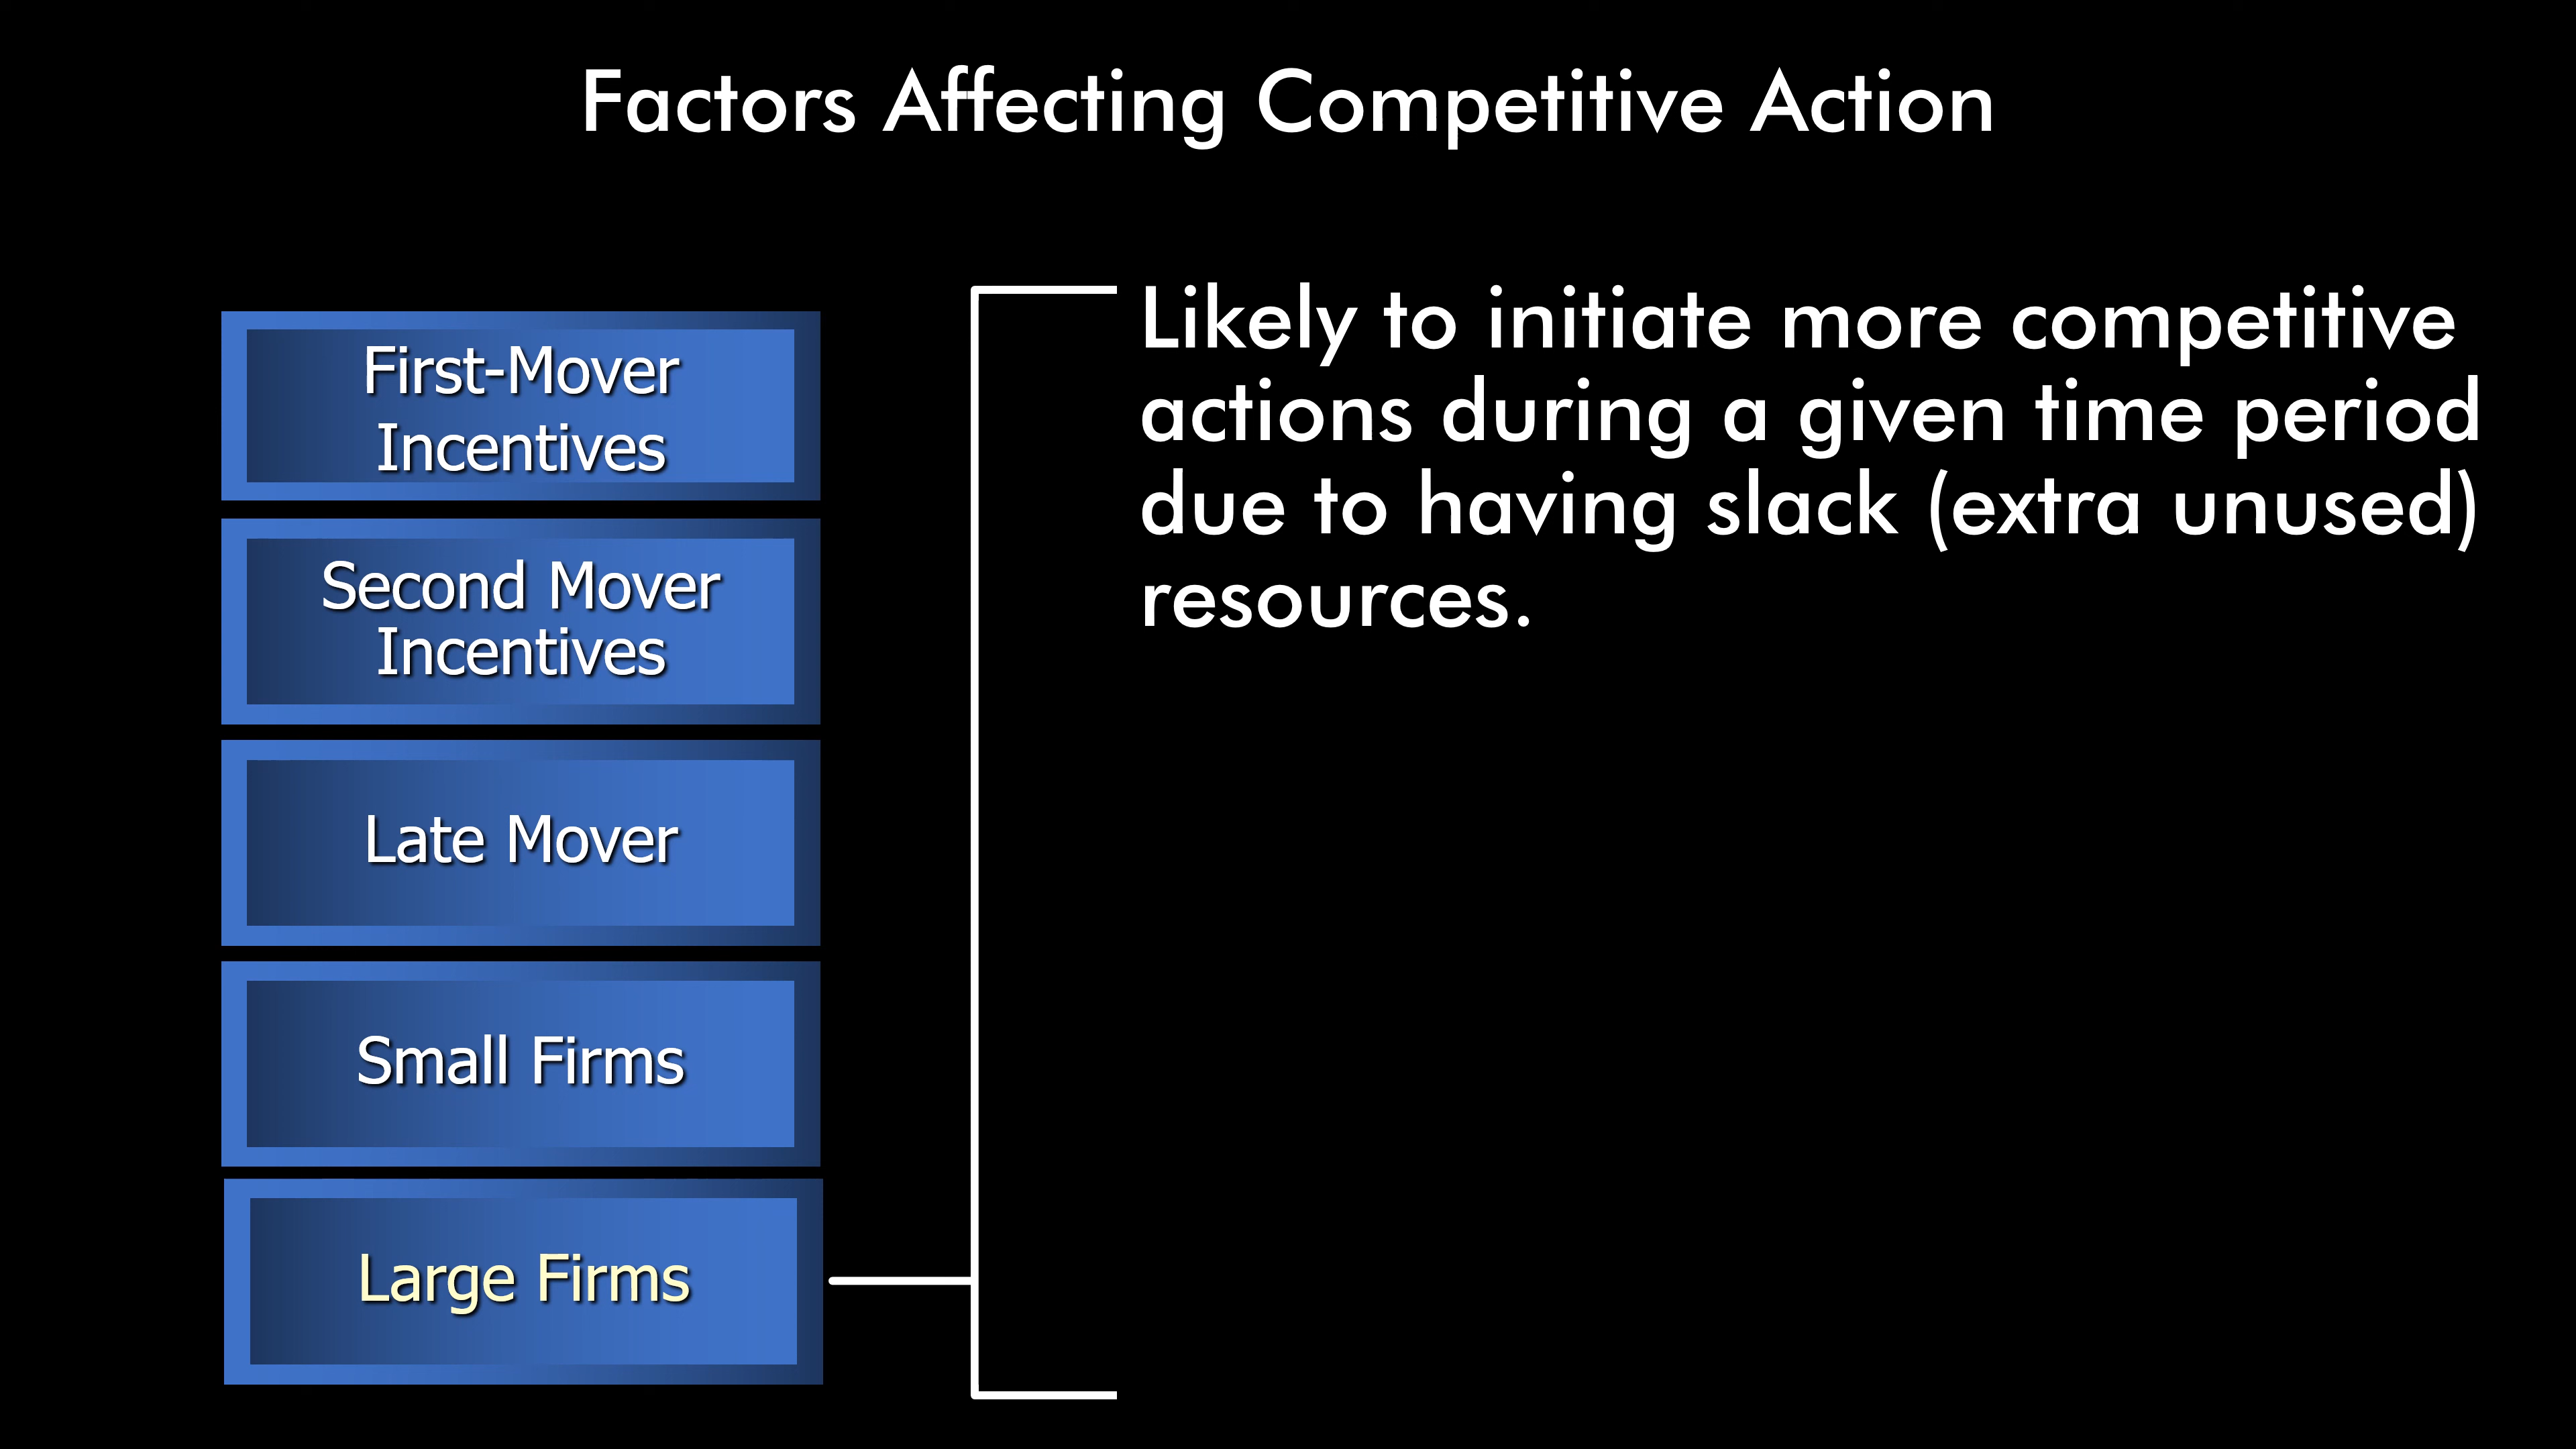 Factors Affecting Competitive Action
First-Mover
Incentives
Second Mover
Incentives
Late Mover
Small Firms
Large Firms
Likely to initiate more competitive
actions during a given time period
due to having slack (extra unused)
resources.